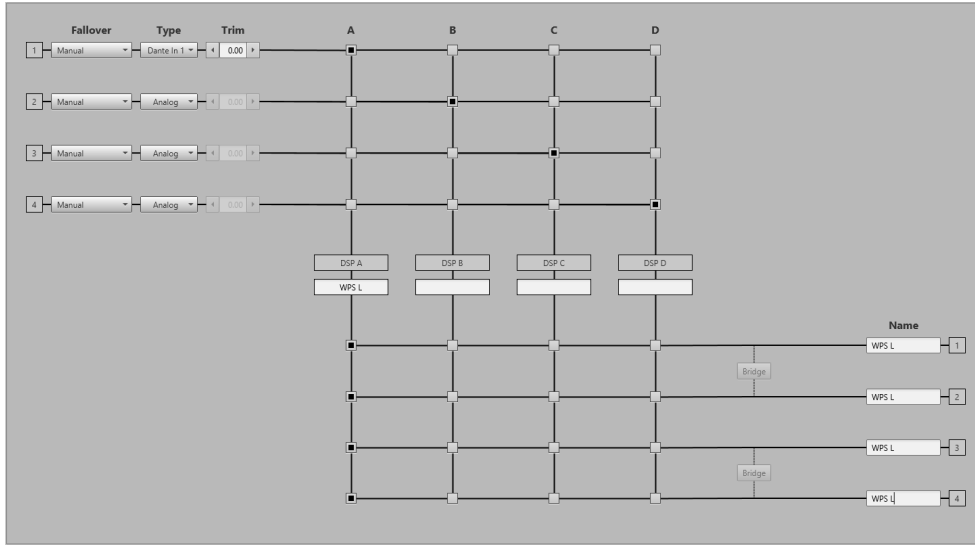 Fallover Type Trim A B C D
1 Manual Dante In 1 0.00
2 Manual Analog 0.00
3 Manual Analog 0.00
4 Manual Analog 0.00
DSP A DSP B DSP C DSP D
WPS L
Name
WPS L 1
Bridge
WPS L 2
WPS L 3
Bridge
WPS L 4